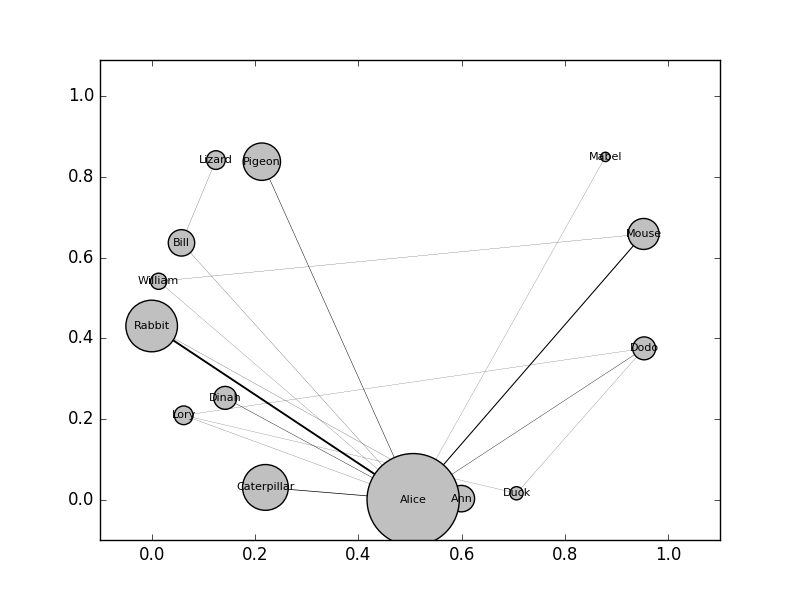 1.0
0.8
0.6
0.4
0.2
0.0
Lizard
Pigeon
Mabel
Bill
Mouse
William
Rabbit
Dodo
Dinah
Lory
Caterpillar
Alice
Ann
Duck
0.0 0.2 0.4 0.6 0.8 1.0